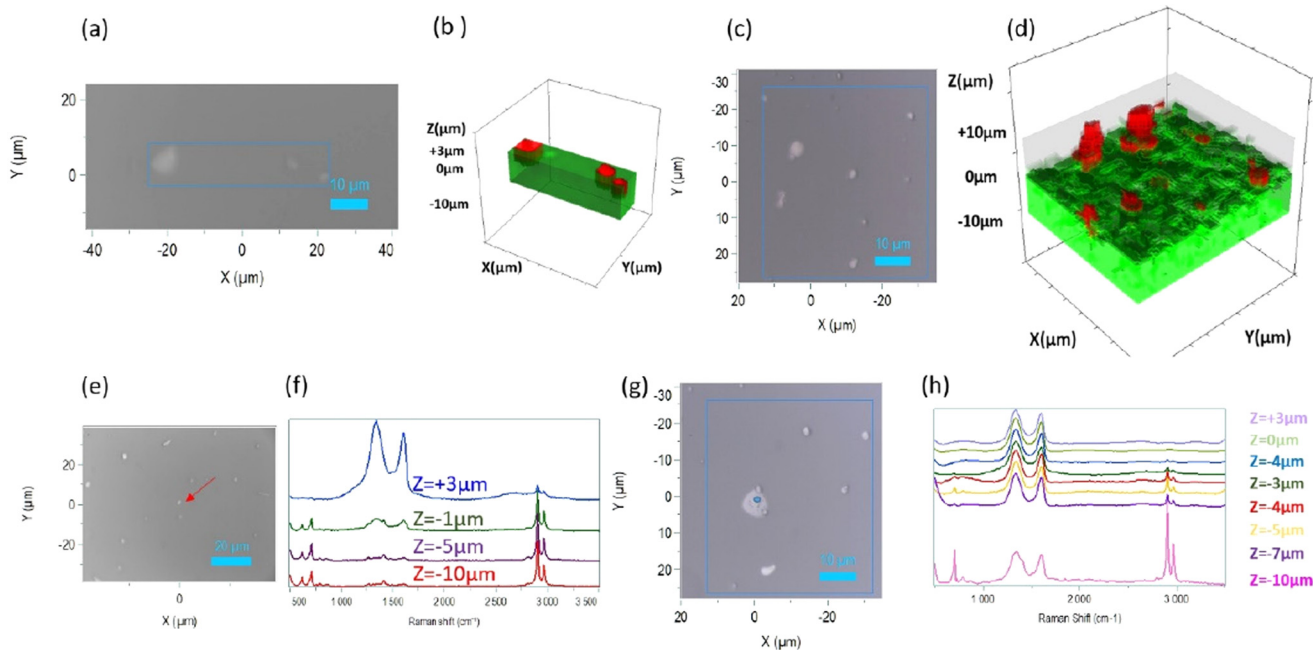 (a)
20
0
Y (µm)
10 µm
-40
-20
0
20
40
X (µm)
(b)
Z(µm)
+3µm
0µm
-10µm
X(µm)
Y(µm)
(c)
-30
-20
-10
0
10
20
Y (µm)
10 µm
20
0
-20
X (µm)
(d)
Z(µm)
+10µm
0µm
-10µm
X(µm)
Y(µm)
(e)
20
0
-20
Y (µm)
20 µm
0
X (µm)
(f)
Z=+3µm
Z=-1µm
Z=-5µm
Z=-10µm
500
1 000
1 500
2 000
2 500
3 000
3 500
Raman shift (cm⁻¹)
(g)
-30
-20
-10
0
10
20
Y (µm)
10 µm
20
0
-20
X (µm)
(h)
Z=+3µm
Z=0µm
Z=-4µm
Z=-3µm
Z=-4µm
Z=-5µm
Z=-7µm
Z=-10µm
1 000
2 000
3 000
Raman Shift (cm-1)